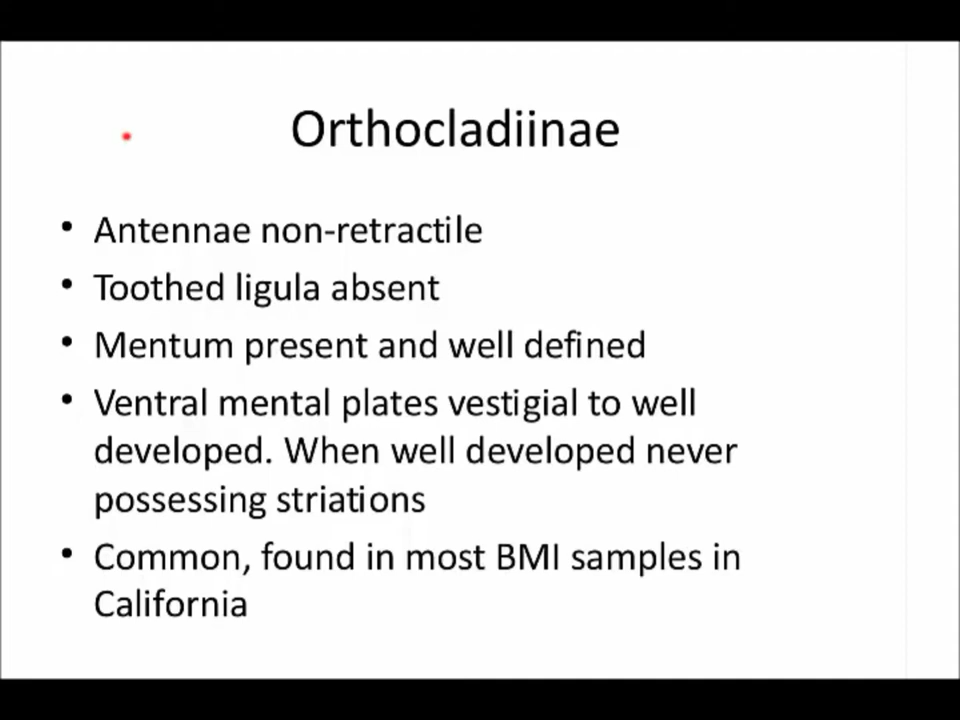 Orthocladiinae
• Antennae non-retractile
• Toothed ligula absent
• Mentum present and well defined
• Ventral mental plates vestigial to well
developed. When well developed never
possessing striations
• Common, found in most BMI samples in
California